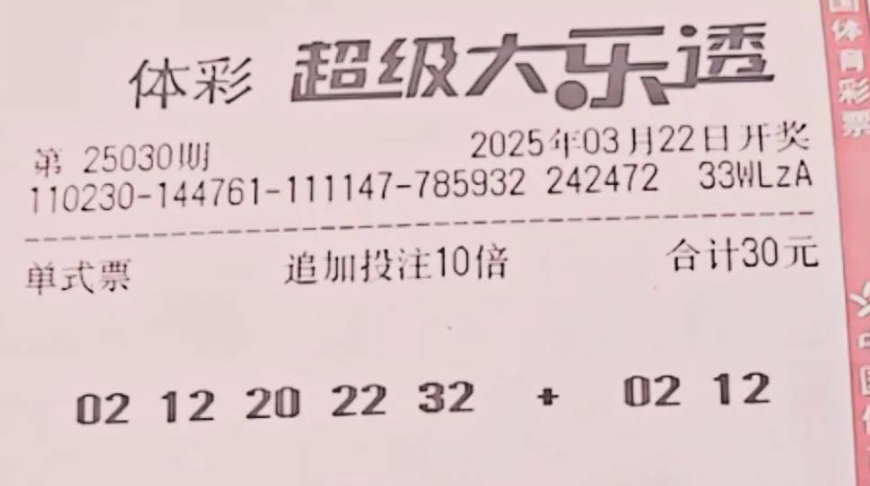 体彩 超级大乐透
第 25030期 2025年03月22日开奖
110230-144761-111147-785932 242472 33WLzA
单式票 追加投注10倍 合计30元
02 12 20 22 32 + 02 12
国体育彩票